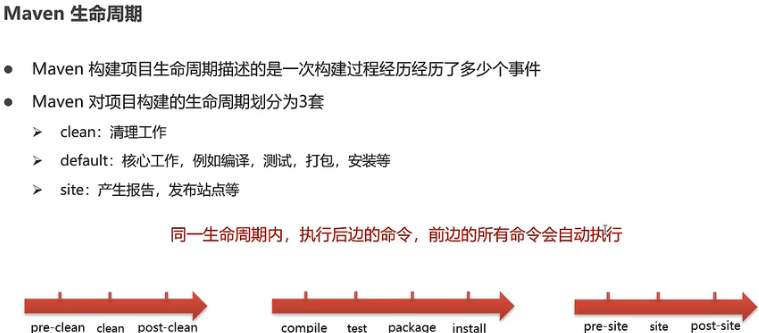 Maven 生命周期
Maven 构建项目生命周期描述的是一次构建过程经历经历了多少个事件
Maven 对项目构建的生命周期划分为3套
clean：清理工作
default：核心工作，例如编译，测试，打包，安装等
site：产生报告，发布站点等
同一生命周期内，执行后边的命令，前边的所有命令会自动执行
pre-clean clean post-clean compile test package install pre-site site post-site